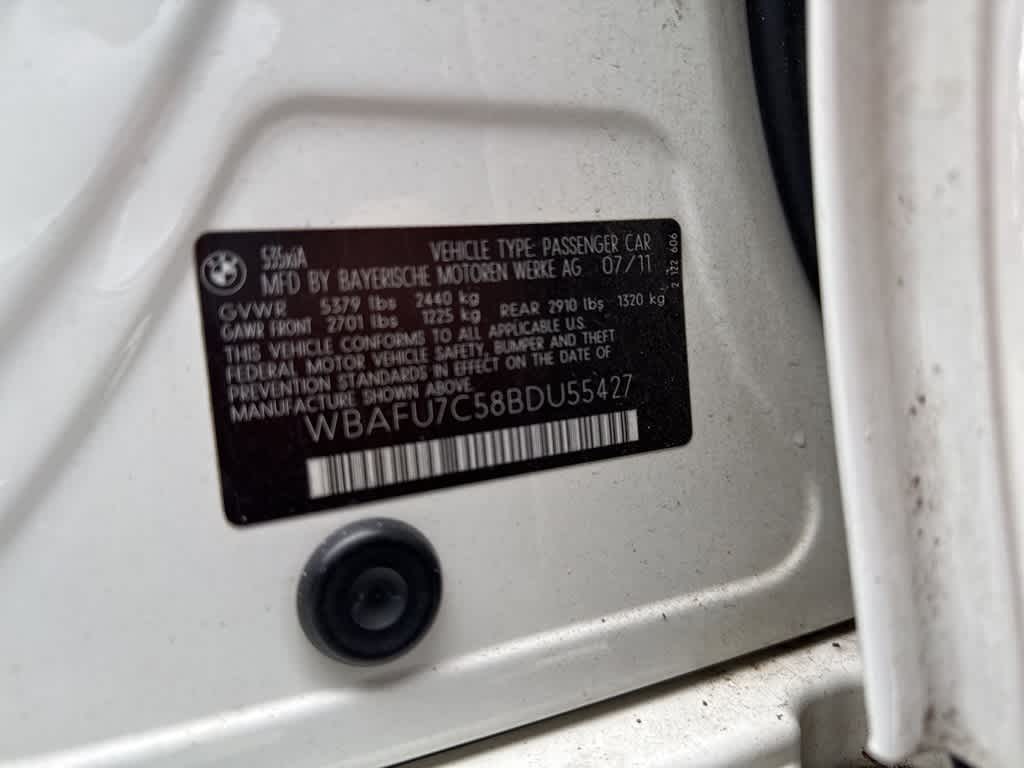 535xiA VEHICLE TYPE: PASSENGER CAR
MFD BY BAYERISCHE MOTOREN WERKE AG 07/11
GVWR 5379 lbs 2440 kg
GAWR FRONT 2701 lbs 1225 kg REAR 2910 lbs 1320 kg
THIS VEHICLE CONFORMS TO ALL APPLICABLE U.S.
FEDERAL MOTOR VEHICLE SAFETY, BUMPER AND THEFT
PREVENTION STANDARDS IN EFFECT ON THE DATE OF
MANUFACTURE SHOWN ABOVE.
WBAFU7C58BDU55427
2 122 606